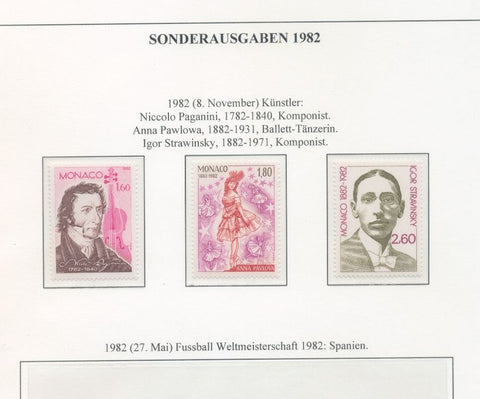 SONDERAUSGABEN 1982
1982 (8. November) Künstler:
Niccolo Paganini, 1782-1840, Komponist.
Anna Pawlowa, 1882-1931, Ballett-Tänzerin.
Igor Strawinsky, 1882-1971, Komponist.
MONACO
1,60
1782-1840
MONACO
1882-1982
1,80
ANNA PAVLOVA
MONACO 1882-1982
IGOR STRAVINSKY
2,60
1982 (27. Mai) Fussball Weltmeisterschaft 1982: Spanien.